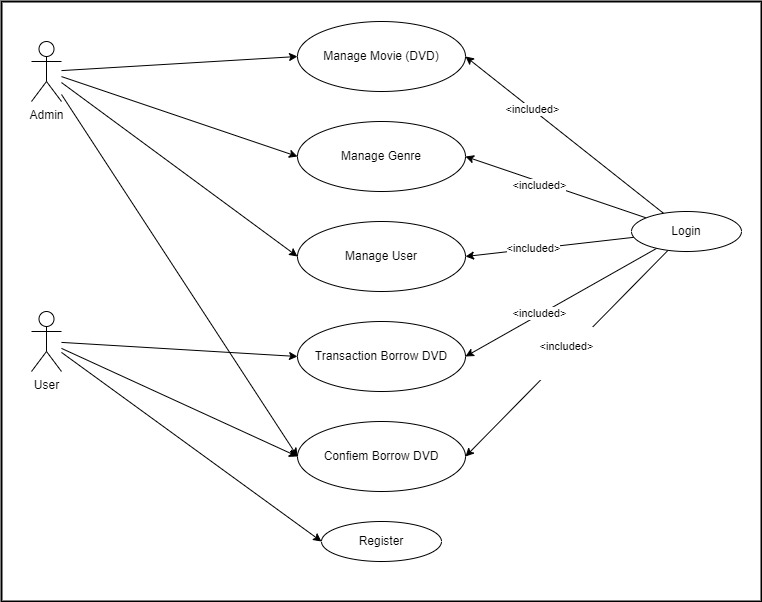 Manage Movie (DVD)
Admin
<included>
Manage Genre
<included>
Login
Manage User
<included>
<included>
User
Transaction Borrow DVD
<included>
Confiem Borrow DVD
Register